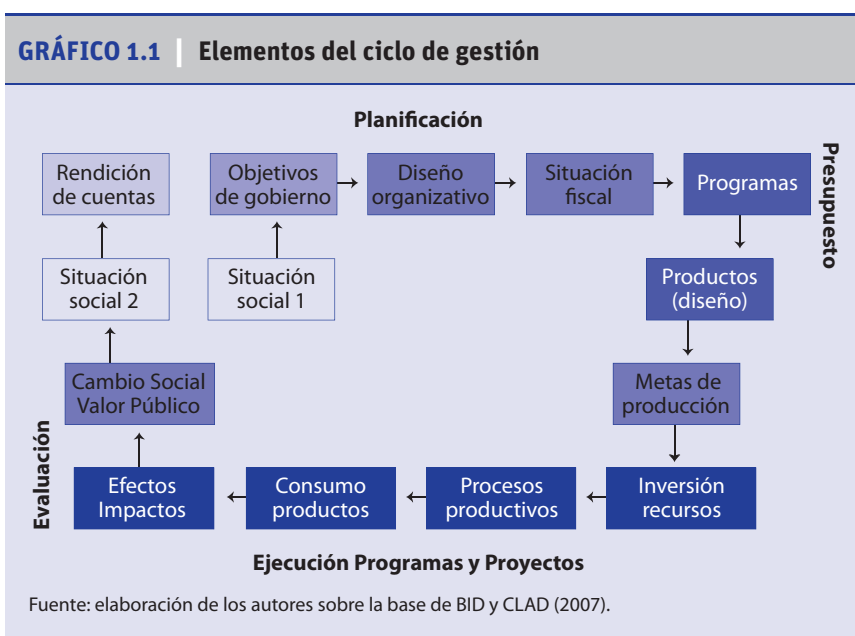 GRÁFICO 1.1 | Elementos del ciclo de gestión
Planificación
Presupuesto
Rendición
de cuentas
Objetivos
de gobierno
Diseño
organizativo
Situación
fiscal
Programas
Situación
social 2
Situación
social 1
Productos
(diseño)
Cambio Social
Valor Público
Metas de
producción
Evaluación
Efectos
Impactos
Consumo
productos
Procesos
productivos
Inversión
recursos
Ejecución Programas y Proyectos
Fuente: elaboración de los autores sobre la base de BID y CLAD (2007).